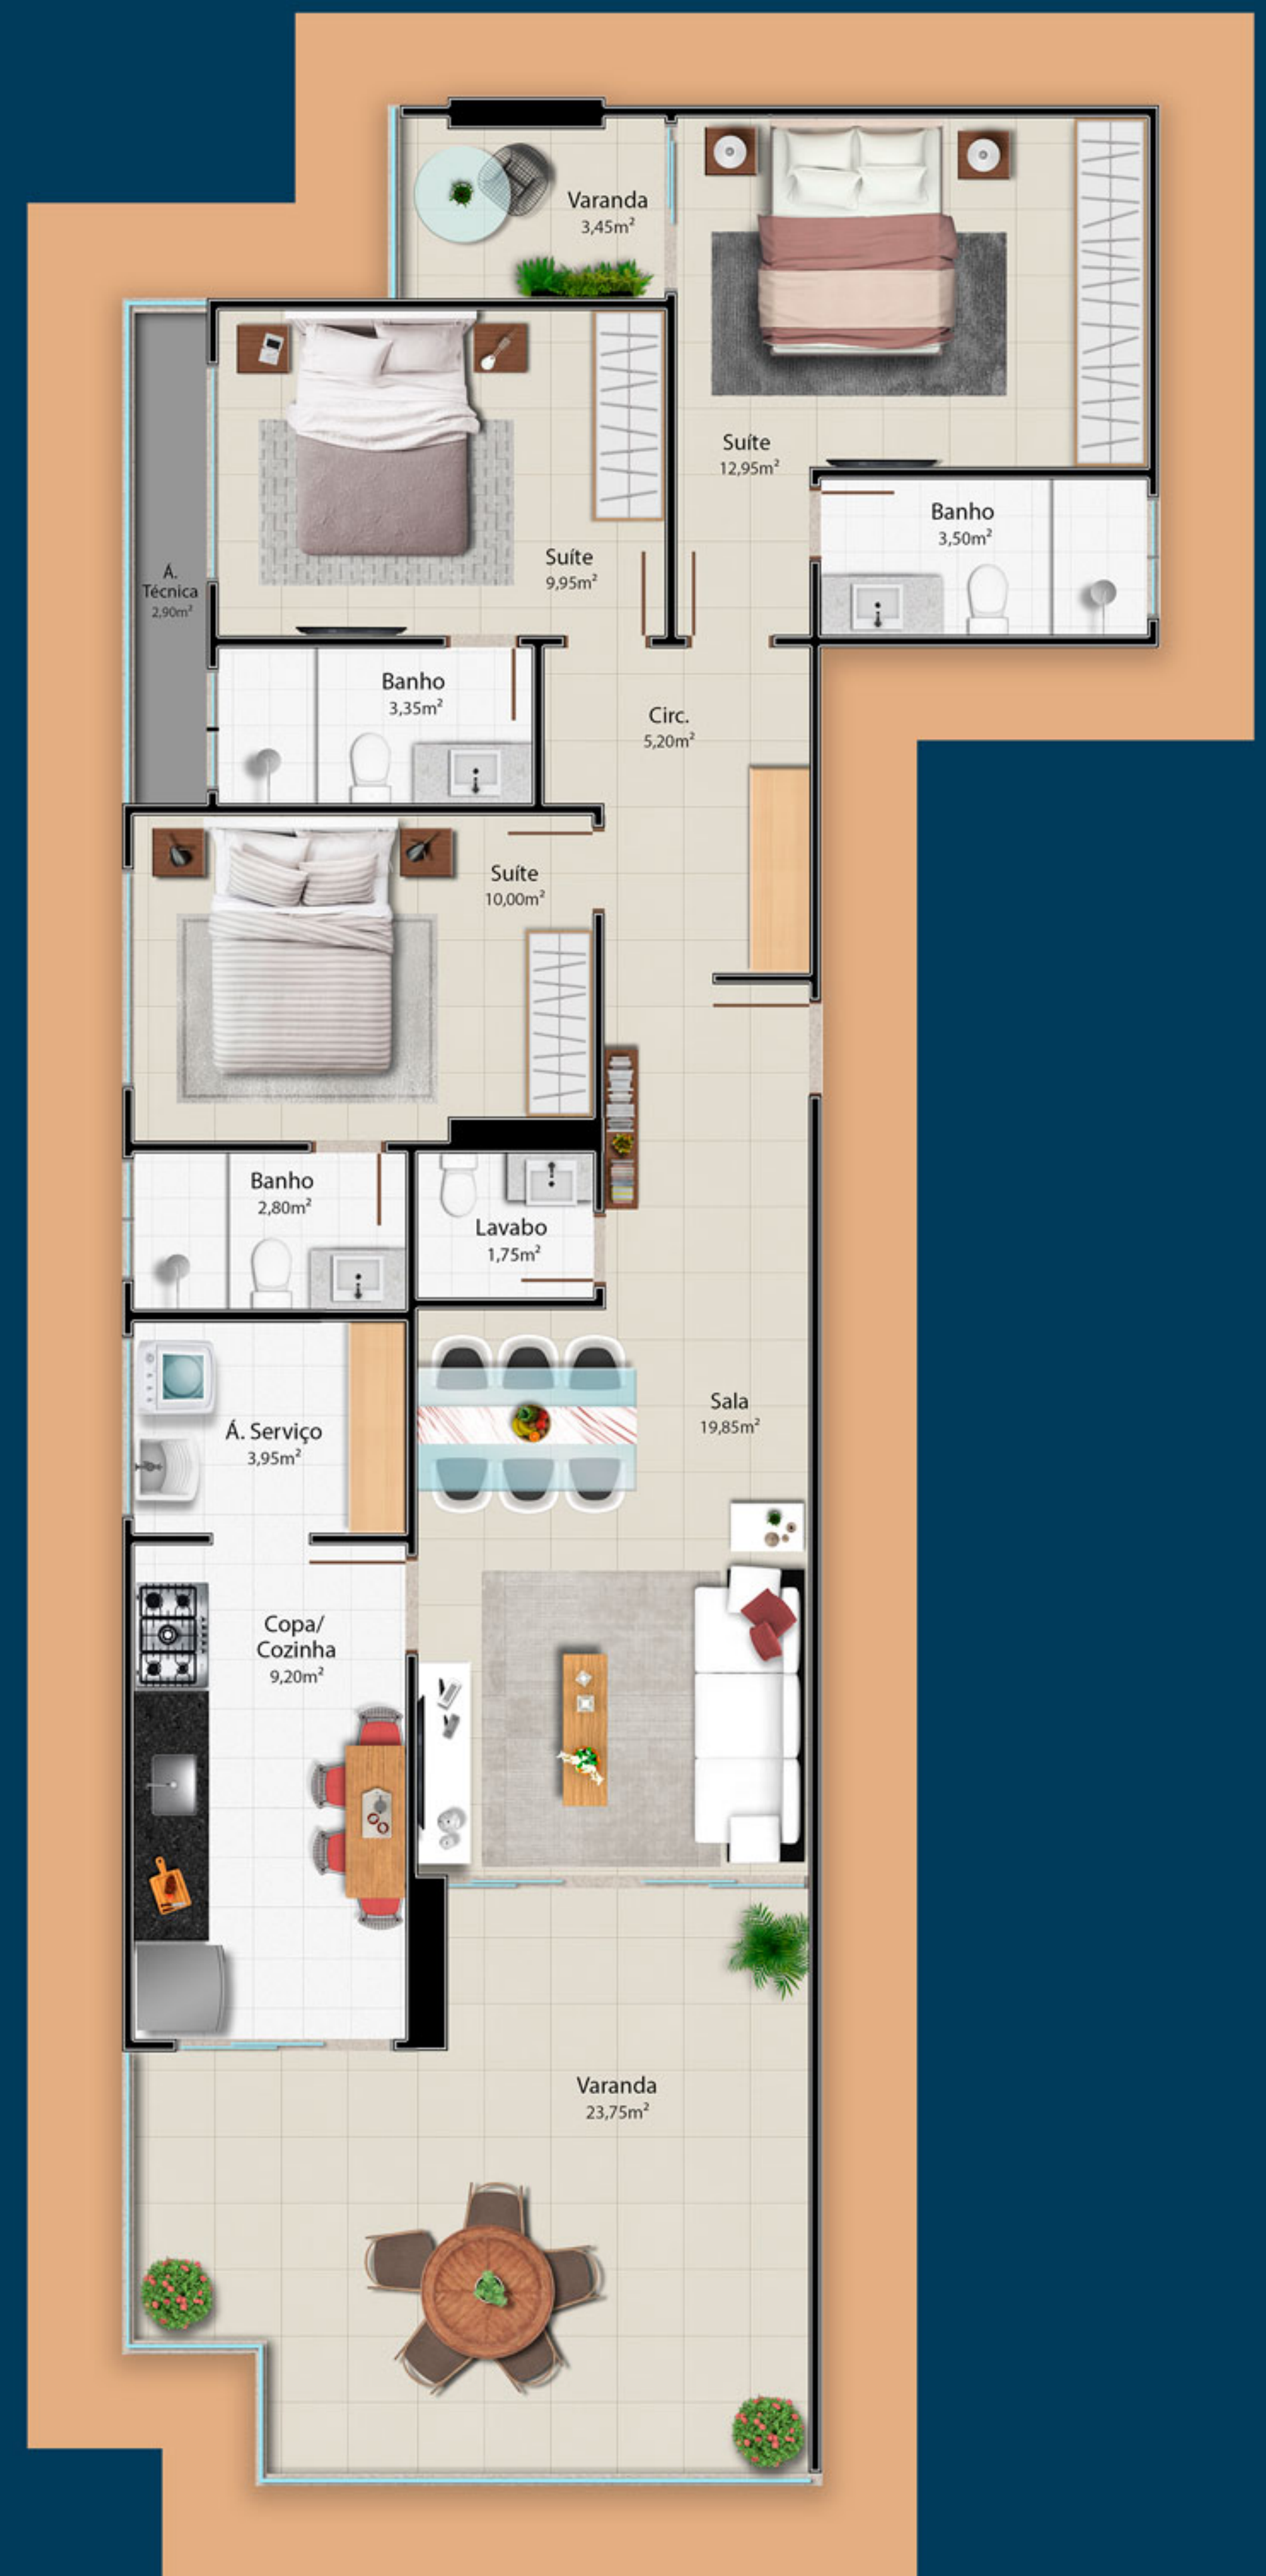 Varanda
3,45m²
Suíte
12,95m²
Banho
3,50m²
Suíte
9,95m²
Á.
Técnica
2,90m²
Banho
3,35m²
Circ.
5,20m²
Suíte
10,00m²
Banho
2,80m²
Lavabo
1,75m²
Sala
19,85m²
Á. Serviço
3,95m²
Copa/
Cozinha
9,20m²
Varanda
23,75m²